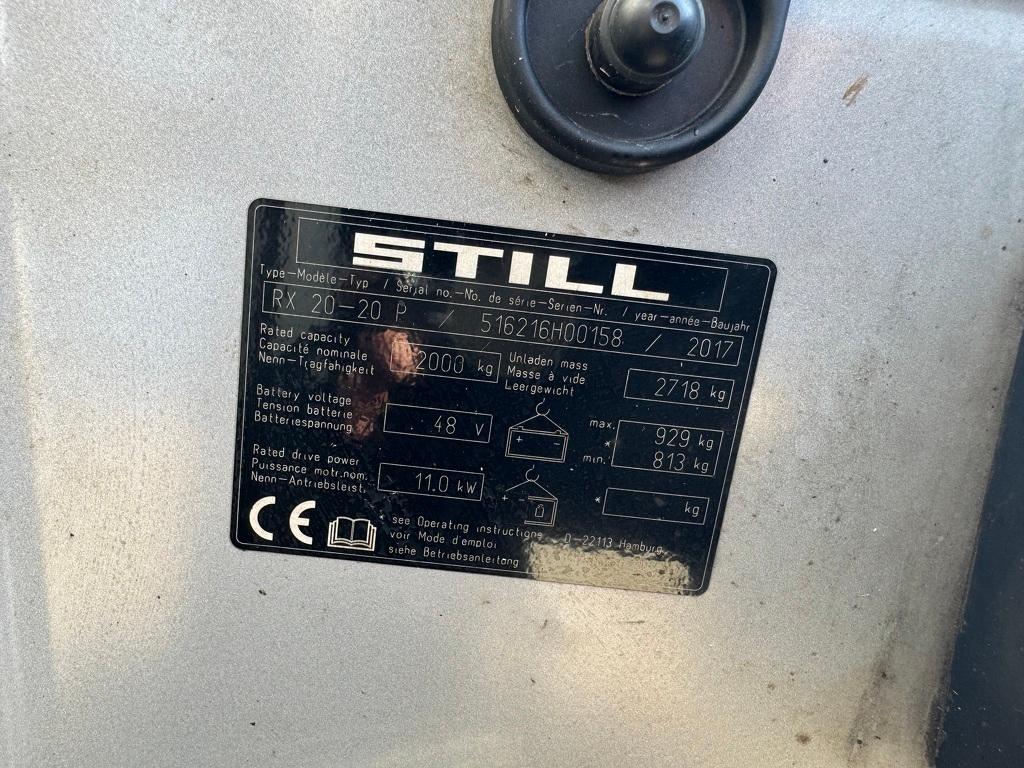 STILL
Type-Modèle-Typ / Serial no.-No. de série-Serien-Nr. / year-année-Baujahr
RX 20-20 P / 516216H00158 / 2017
Rated capacity
Capacité nominale
Nenn-Tragfähigkeit
2000 kg
Unladen mass
Masse à vide
Leergewicht
2718 kg
Battery voltage
Tension batterie
Batteriespannung
48 V
+ -
max. 929 kg
*
min. 813 kg
Rated drive power
Puissance motr.nom.
Nenn-Antriebsleist.
11.0 kW
+
* kg
CE
see Operating instructions
voir Mode d'emploi
siehe Betriebsanleitung
D-22113 Hamburg